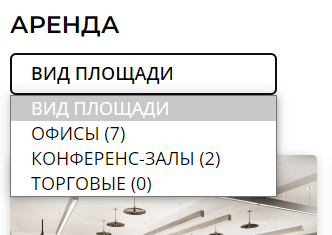 АРЕНДА
ВИД ПЛОЩАДИ
ВИД ПЛОЩАДИ
ОФИСЫ (7)
КОНФЕРЕНС-ЗАЛЫ (2)
ТОРГОВЫЕ (0)